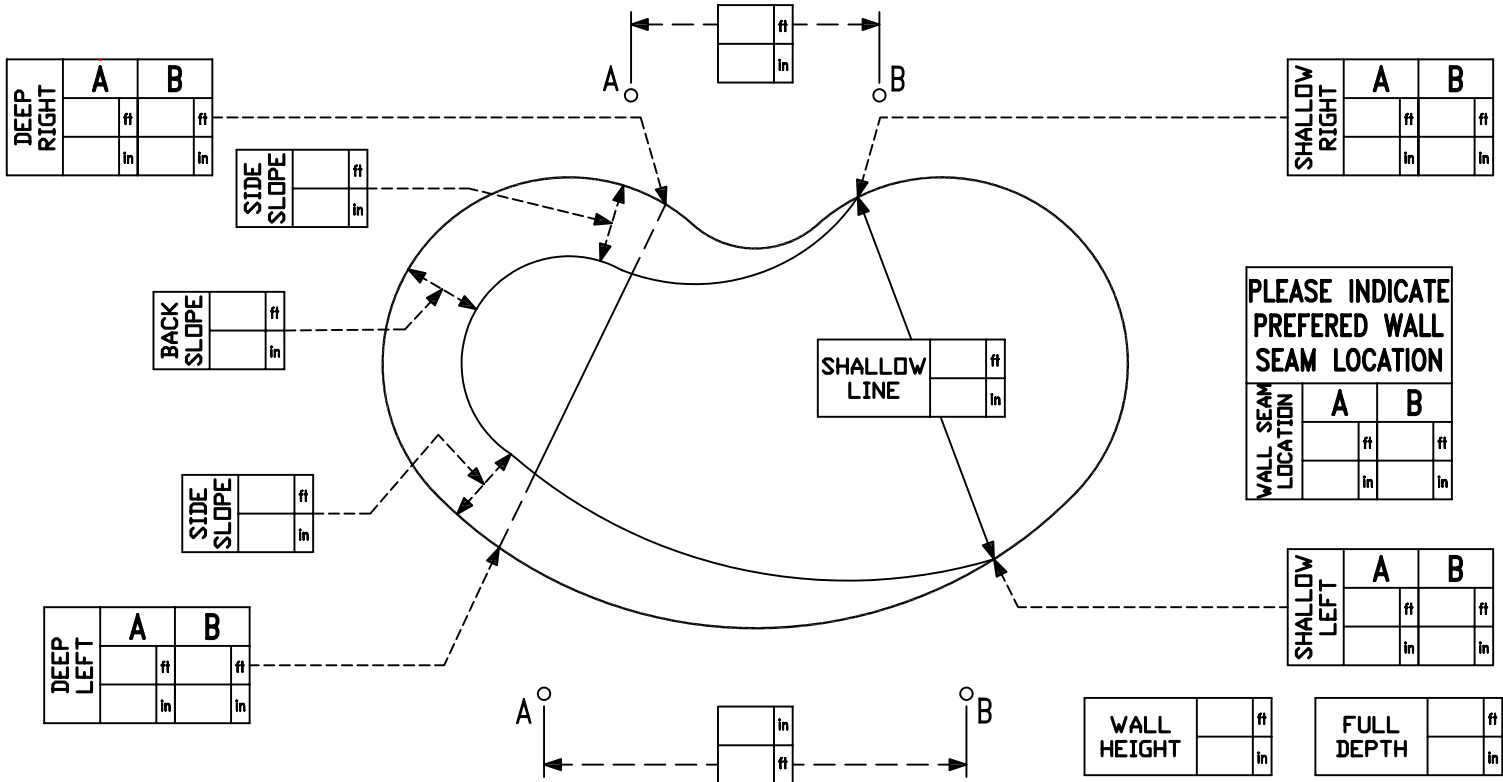 ft
in
A
B
DEEP
RIGHT
A B
ft ft
in in
SHALLOW
RIGHT
A B
ft ft
in in
SIDE
SLOPE
ft
in
BACK
SLOPE
ft
in
SHALLOW
LINE
ft
in
PLEASE INDICATE
PREFERED WALL
SEAM LOCATION
WALL SEAM
LOCATION
A B
ft ft
in in
SIDE
SLOPE
ft
in
SHALLOW
LEFT
A B
ft ft
in in
DEEP
LEFT
A B
ft ft
in in
A
B
in
ft
WALL
HEIGHT
ft
in
FULL
DEPTH
ft
in